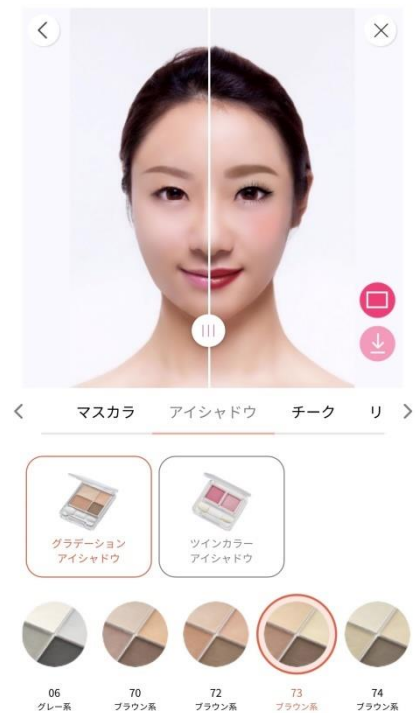 マスカラ アイシャドウ チーク リ
グラデーション
アイシャドウ
ツインカラー
アイシャドウ
06 70 72 73 74
グレー系 ブラウン系 ブラウン系 ブラウン系 ブラウン系